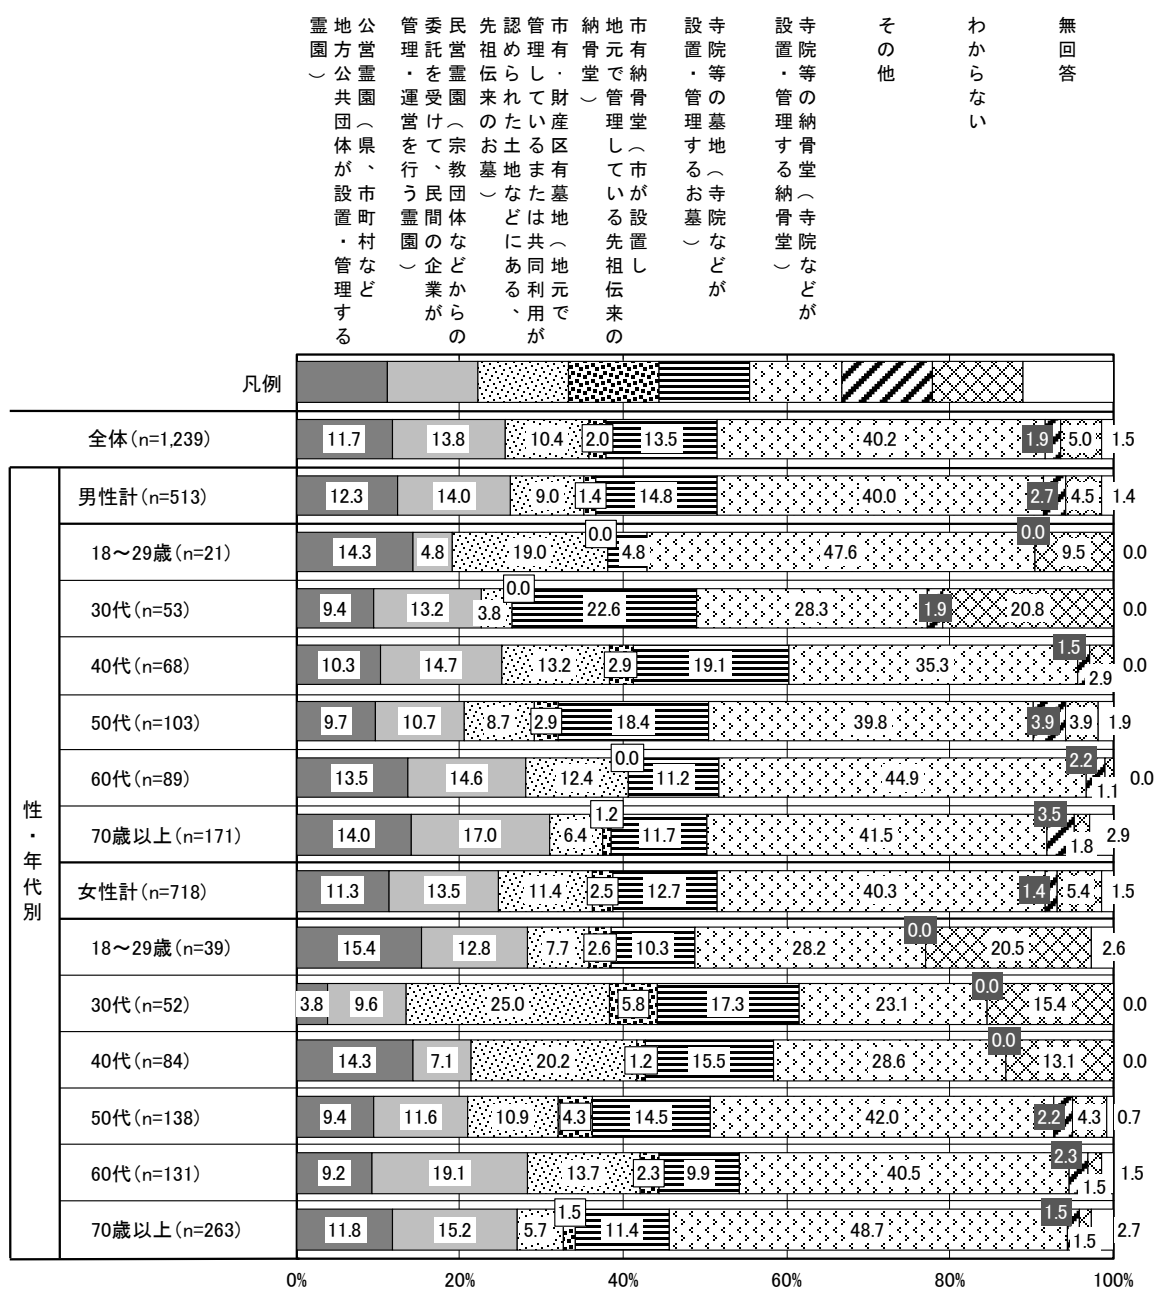 公営霊園（県、市町村など
地方公共団体が設置・管理する
霊園）
民営霊園（宗教団体などからの
委託を受けて、民間の企業が
管理・運営を行う霊園）
市有・財産区有墓地（地元で
管理しているまたは共同利用が
認められた土地などにある、
先祖伝来のお墓）
市有納骨堂（市が設置し
地元で管理している先祖伝来の
納骨堂）
寺院等の墓地（寺院などが
設置・管理するお墓）
寺院等の納骨堂（寺院などが
設置・管理する納骨堂）
その他
わからない
無回答
凡例
全体（n=1,239） 11.7 13.8 10.4 2.0 13.5 40.2 1.9 5.0 1.5
性・年代別
男性計（n=513） 12.3 14.0 9.0 1.4 14.8 40.0 2.7 4.5 1.4
18～29歳（n=21） 14.3 4.8 19.0 0.0 4.8 47.6 0.0 9.5 0.0
30代（n=53） 9.4 13.2 3.8 0.0 22.6 28.3 1.9 20.8 0.0
40代（n=68） 10.3 14.7 13.2 2.9 19.1 35.3 1.5 2.9 0.0
50代（n=103） 9.7 10.7 8.7 2.9 18.4 39.8 3.9 3.9 1.9
60代（n=89） 13.5 14.6 12.4 0.0 11.2 44.9 2.2 1.1 0.0
70歳以上（n=171） 14.0 17.0 6.4 1.2 11.7 41.5 3.5 1.8 2.9
女性計（n=718） 11.3 13.5 11.4 2.5 12.7 40.3 1.4 5.4 1.5
18～29歳（n=39） 15.4 12.8 7.7 2.6 10.3 28.2 0.0 20.5 2.6
30代（n=52） 3.8 9.6 25.0 5.8 17.3 23.1 0.0 15.4 0.0
40代（n=84） 14.3 7.1 20.2 1.2 15.5 28.6 0.0 13.1 0.0
50代（n=138） 9.4 11.6 10.9 4.3 14.5 42.0 2.2 4.3 0.7
60代（n=131） 9.2 19.1 13.7 2.3 9.9 40.5 2.3 1.5 1.5
70歳以上（n=263） 11.8 15.2 5.7 1.5 11.4 48.7 1.5 1.5 2.7
0% 20% 40% 60% 80% 100%